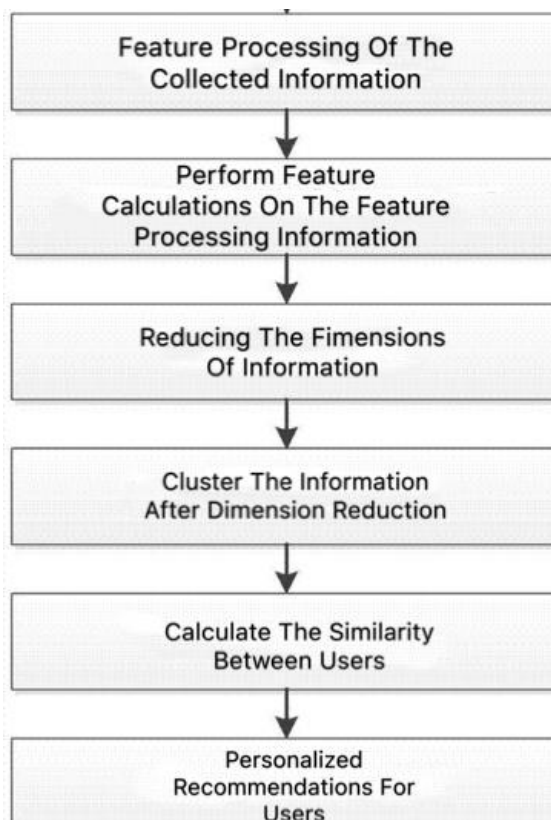 Feature Processing Of The
Collected Information
Perform Feature
Calculations On The Feature
Processing Information
Reducing The Fimensions
Of Information
Cluster The Information
After Dimension Reduction
Calculate The Similarity
Between Users
Personalized
Recommendations For
Users